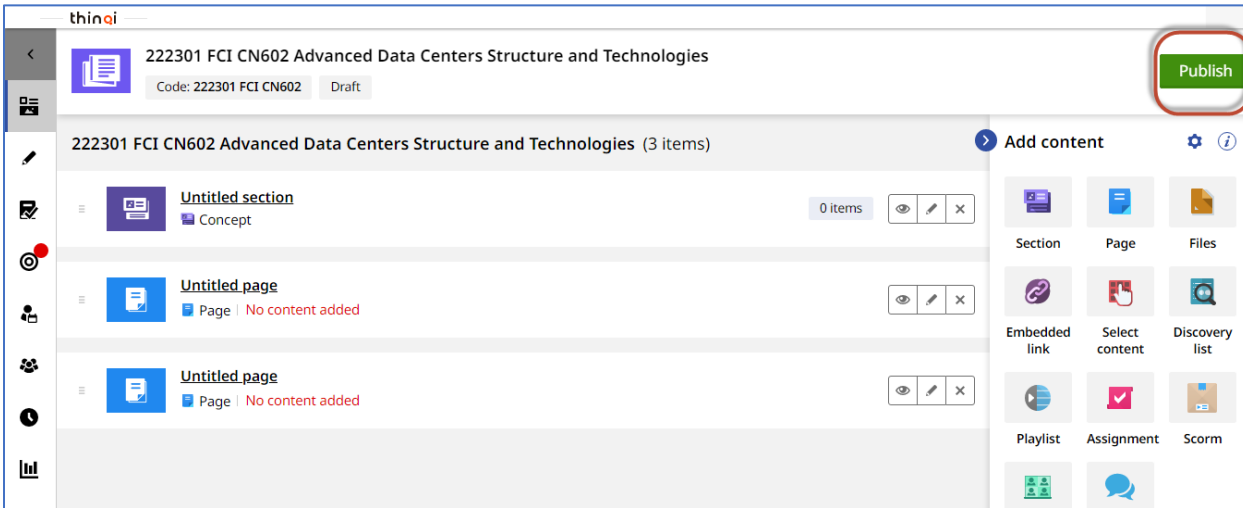 thinqi
222301 FCI CN602 Advanced Data Centers Structure and Technologies
Code: 222301 FCI CN602 Draft
Publish
222301 FCI CN602 Advanced Data Centers Structure and Technologies (3 items)
Untitled section
Concept
0 items
Untitled page
Page No content added
Untitled page
Page No content added
Add content
Section Page Files
Embedded link Select content Discovery list
Playlist Assignment Scorm